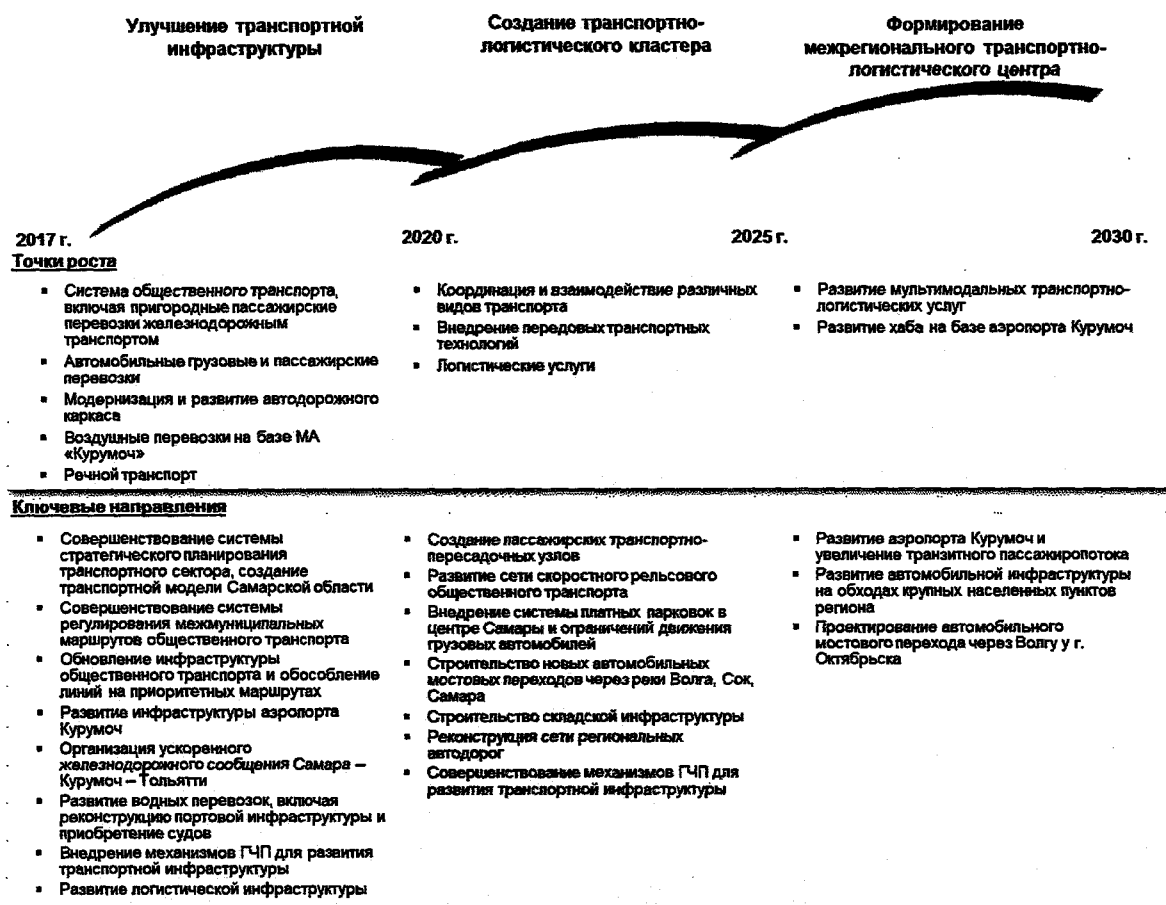 Улучшение транспортной
инфраструктуры
Создание транспортно-
логистического кластера
Формирование
межрегионального транспортно-
логистического центра
2017 г.
2020 г.
2025 г.
2030 г.
Точки роста
▪ Система общественного транспорта,
включая пригородные пассажирские
перевозки железнодорожным
транспортом
▪ Автомобильные грузовые и пассажирские
перевозки
▪ Модернизация и развитие автодорожного
каркаса
▪ Воздушные перевозки на базе МА
«Курумоч»
▪ Речной транспорт
▪ Координация и взаимодействие различных
видов транспорта
▪ Внедрение передовых транспортных
технологий
▪ Логистические услуги
▪ Развитие мультимодальных транспортно-
логистических услуг
▪ Развитие хаба на базе аэропорта Курумоч
Ключевые направления
▪ Совершенствование системы
стратегического планирования
транспортного сектора, создание
транспортной модели Самарской области
▪ Совершенствование системы
регулирования межмуниципальных
маршрутов общественного транспорта
▪ Обновление инфраструктуры
общественного транспорта и обособление
линий на приоритетных маршрутах
▪ Развитие инфраструктуры аэропорта
Курумоч
▪ Организация ускоренного
железнодорожного сообщения Самара –
Курумоч – Тольятти
▪ Развитие водных перевозок, включая
реконструкцию портовой инфраструктуры и
приобретение судов
▪ Внедрение механизмов ГЧП для развития
транспортной инфраструктуры
▪ Развитие логистической инфраструктуры
▪ Создание пассажирских транспортно-
пересадочных узлов
▪ Развитие сети скоростного рельсового
общественного транспорта
▪ Внедрение системы платных парковок в
центре Самары и ограничений движения
грузовых автомобилей
▪ Строительство новых автомобильных
мостовых переходов через реки Волга, Сок,
Самара
▪ Строительство складской инфраструктуры
▪ Реконструкция сети региональных
автодорог
▪ Совершенствование механизмов ГЧП для
развития транспортной инфраструктуры
▪ Развитие аэропорта Курумоч и
увеличение транзитного пассажиропотока
▪ Развитие автомобильной инфраструктуры
на обходах крупных населенных пунктов
региона
▪ Проектирование автомобильного
мостового перехода через Волгу у г.
Октябрьска